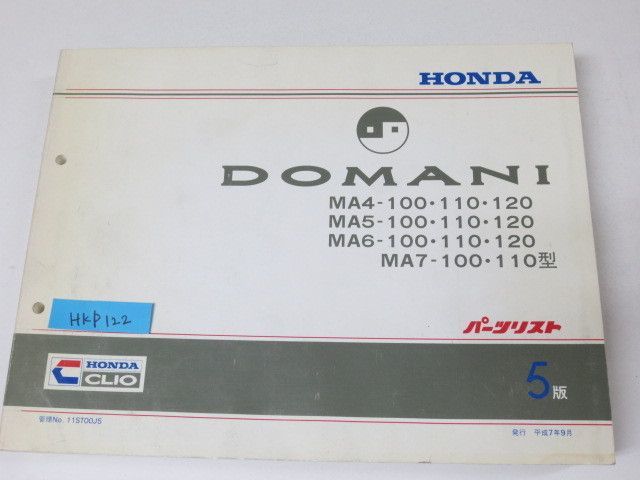 HONDA
DOMANI
MA4-100・110・120
MA5-100・110・120
MA6-100・110・120
MA7-100・110型
パーツリスト
HKP122
HONDA
CLIO
5版
管理No. 11ST00J5
発行 平成7年9月